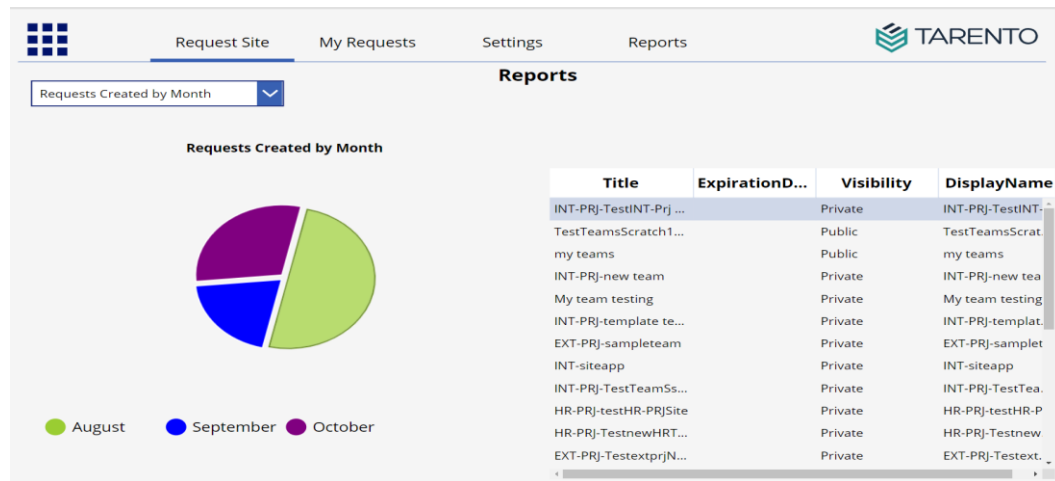 Request Site My Requests Settings Reports TARENTO
Reports
Requests Created by Month
Requests Created by Month
August September October
Title ExpirationD... Visibility DisplayName
INT-PRJ-TestINT-Prj ... Private INT-PRJ-TestINT-
TestTeamsScratch1... Public TestTeamsScrat.
my teams Public my teams
INT-PRJ-new team Private INT-PRJ-new tea
My team testing Private My team testing
INT-PRJ-template te... Private INT-PRJ-templat.
EXT-PRJ-sampleteam Private EXT-PRJ-samplet
INT-siteapp Private INT-siteapp
INT-PRJ-TestTeamSs... Private INT-PRJ-TestTea.
HR-PRJ-testHR-PRJSite Private HR-PRJ-testHR-P
HR-PRJ-TestnewHRT... Private HR-PRJ-Testnew
EXT-PRJ-TestextprjN... Private EXT-PRJ-Testext.